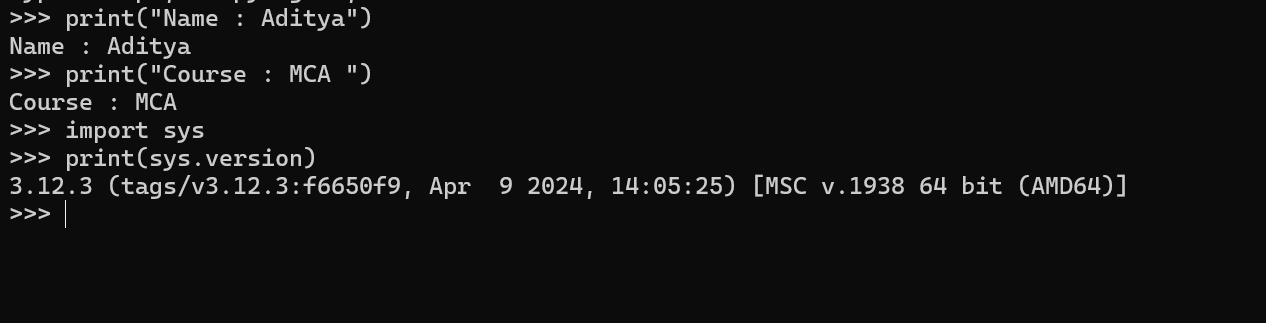 >>> print("Name : Aditya")
Name : Aditya
>>> print("Course : MCA ")
Course : MCA
>>> import sys
>>> print(sys.version)
3.12.3 (tags/v3.12.3:f6650f9, Apr  9 2024, 14:05:25) [MSC v.1938 64 bit (AMD64)]
>>>